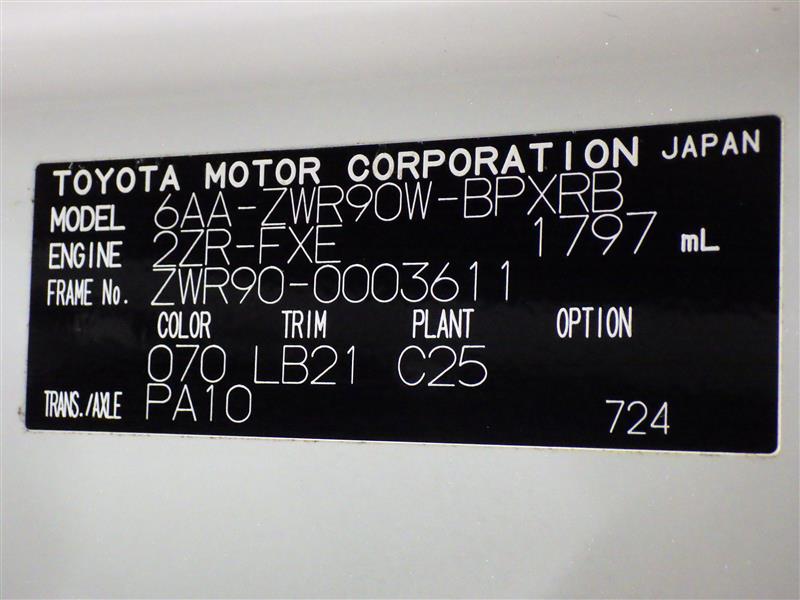 TOYOTA MOTOR CORPORATION JAPAN
MODEL 6AA-ZWR90W-BPXRB
ENGINE 2ZR-FXE 1797 mL
FRAME No. ZWR90-0003611
COLOR TRIM PLANT OPTION
070 LB21 C25
TRANS./AXLE PA10 724